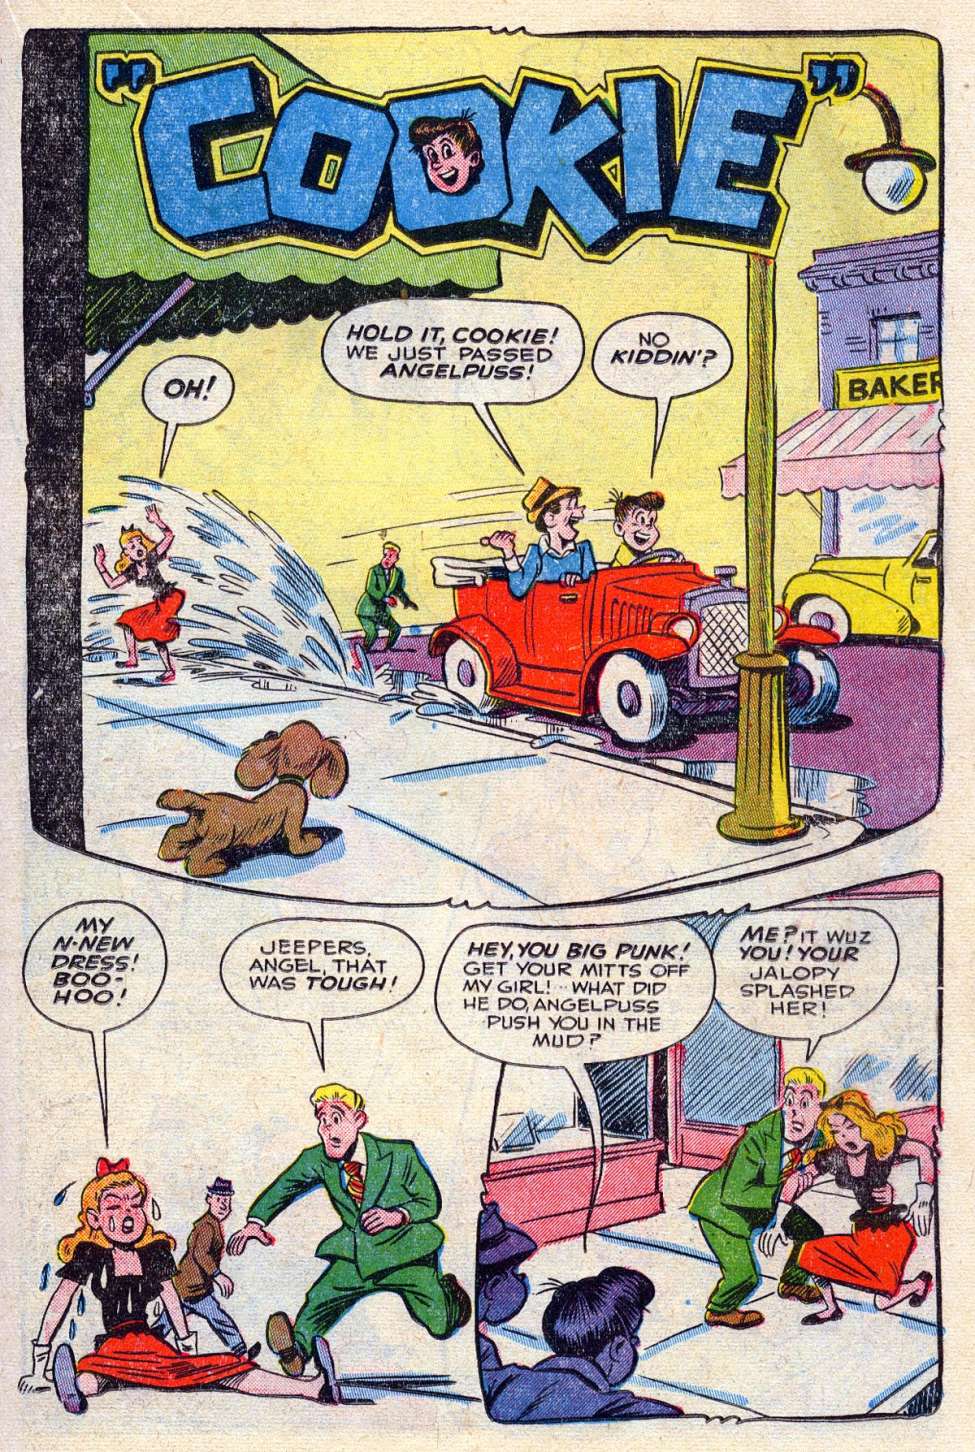 "COOKIE"
OH!
HOLD IT, COOKIE!
WE JUST PASSED
ANGELPUSS!
NO
KIDDIN'?
BAKER
MY
N-NEW
DRESS!
BOO-
HOO!
JEEPERS,
ANGEL, THAT
WAS TOUGH!
HEY, YOU BIG PUNK!
GET YOUR MITTS OFF
MY GIRL! WHAT DID
HE DO, ANGELPUSS
PUSH YOU IN THE
MUD?
ME? IT WUZ
YOU! YOUR
JALOPY
SPLASHED
HER!